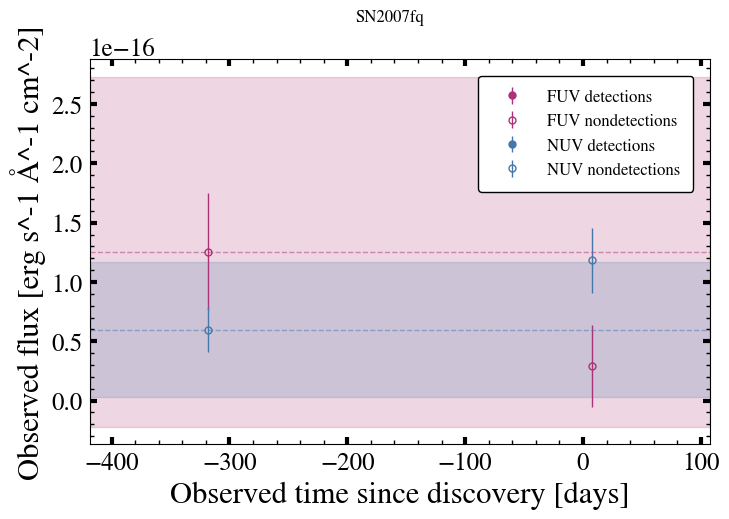 SN2007fq
1e−16
Observed flux [erg s^-1 Å^-1 cm^-2]
2.5
2.0
1.5
1.0
0.5
0.0
FUV detections
FUV nondetections
NUV detections
NUV nondetections
−400 −300 −200 −100 0 100
Observed time since discovery [days]